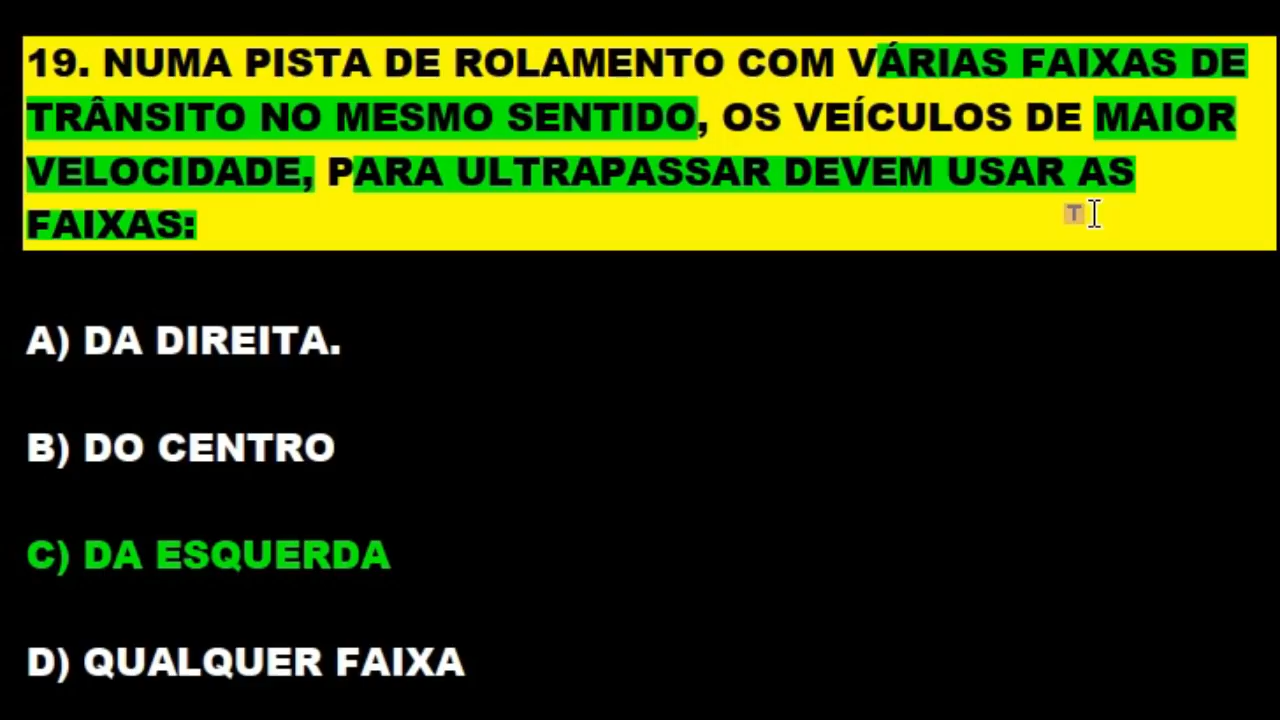 19. NUMA PISTA DE ROLAMENTO COM VÁRIAS FAIXAS DE
TRÂNSITO NO MESMO SENTIDO, OS VEÍCULOS DE MAIOR
VELOCIDADE, PARA ULTRAPASSAR DEVEM USAR AS
FAIXAS:
T
A) DA DIREITA.
B) DO CENTRO
C) DA ESQUERDA
D) QUALQUER FAIXA